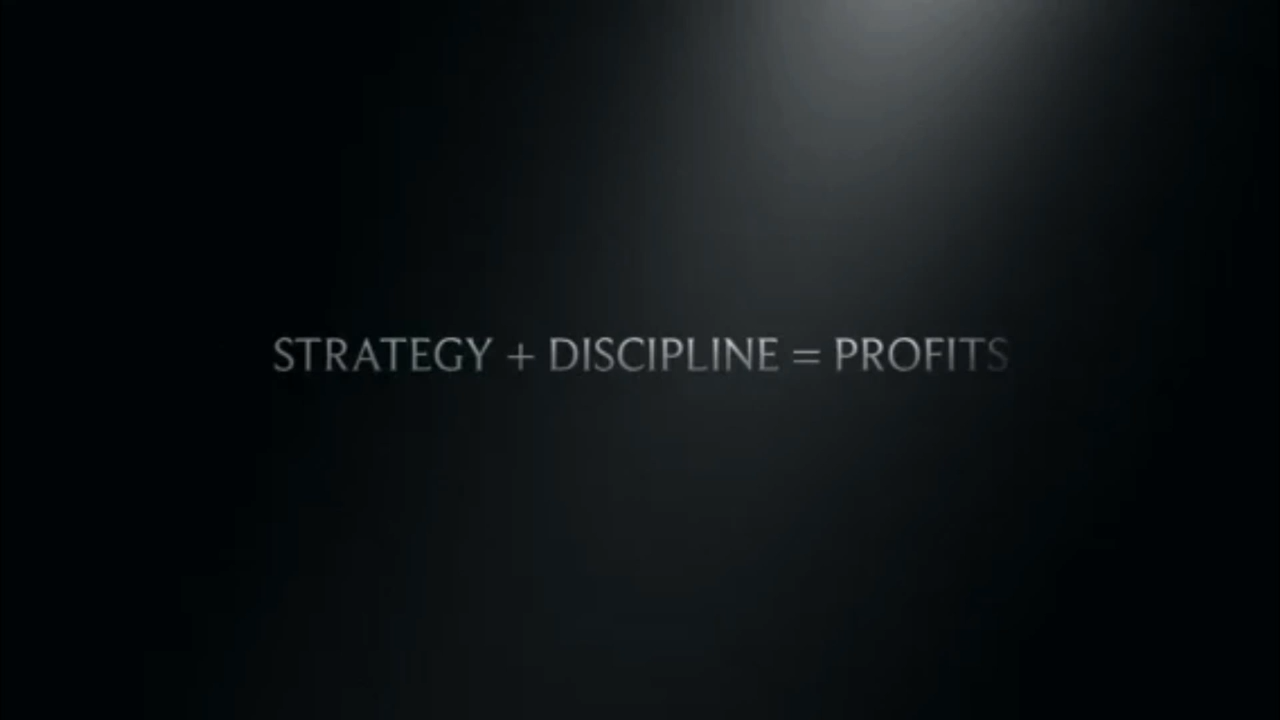 STRATEGY + DISCIPLINE = PROFITS